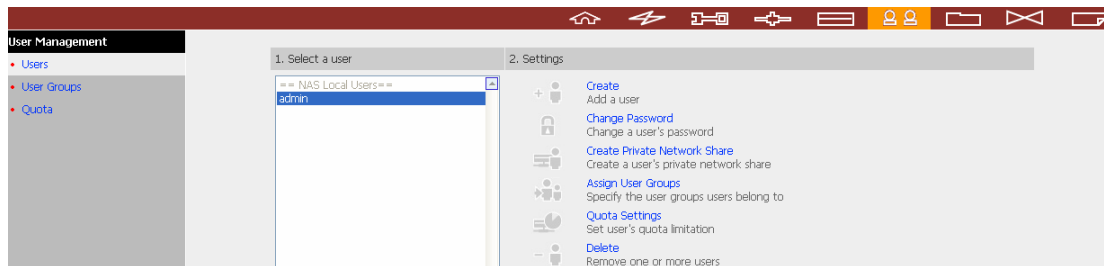 User Management
Users
User Groups
Quota
1. Select a user
== NAS Local Users==
admin
2. Settings
Create
Add a user
Change Password
Change a user's password
Create Private Network Share
Create a user's private network share
Assign User Groups
Specify the user groups users belong to
Quota Settings
Set user's quota limitation
Delete
Remove one or more users